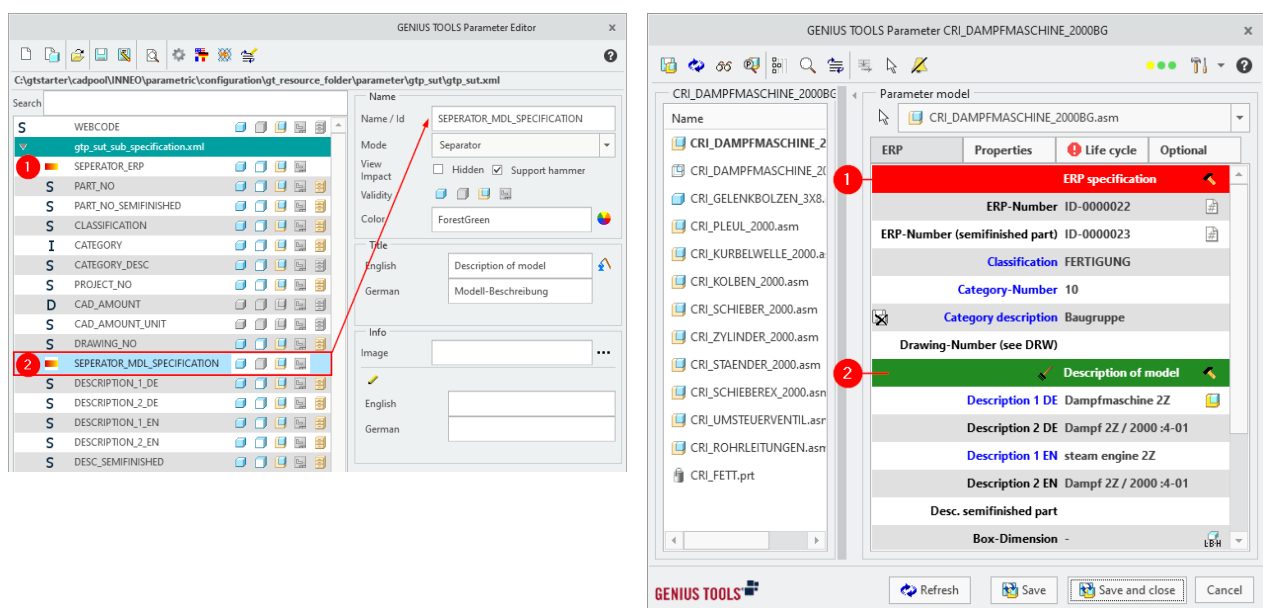 GENIUS TOOLS Parameter Editor
C:\gtstarter\cadpool\INNEO\parametric\configuration\gt_resource_folder\parameter\gtp_sut\gtp_sut.xml
Search
S WEBCODE
gtp_sut_sub_specification.xml
1 SEPERATOR_ERP
S PART_NO
S PART_NO_SEMIFINISHED
S CLASSIFICATION
I CATEGORY
S CATEGORY_DESC
S PROJECT_NO
D CAD_AMOUNT
S CAD_AMOUNT_UNIT
S DRAWING_NO
2 SEPERATOR_MDL_SPECIFICATION
S DESCRIPTION_1_DE
S DESCRIPTION_2_DE
S DESCRIPTION_1_EN
S DESCRIPTION_2_EN
S DESC_SEMIFINISHED
Name
Name / Id SEPERATOR_MDL_SPECIFICATION
Mode Separator
View Impact Hidden Support hammer
Validity
Color ForestGreen
Title
English Description of model
German Modell-Beschreibung
Info
Image
English
German
GENIUS TOOLS Parameter CRI_DAMPFMASCHINE_2000BG
CRI_DAMPFMASCHINE_2000BG
Name
CRI_DAMPFMASCHINE_2
CRI_DAMPFMASCHINE_20
CRI_GELENKBOLZEN_3X8.
CRI_PLEUL_2000.asm
CRI_KURBELWELLE_2000.a
CRI_KOLBEN_2000.asm
CRI_SCHIEBER_2000.asm
CRI_ZYLINDER_2000.asm
CRI_STAENDER_2000.asm
CRI_SCHIEBEREX_2000.asn
CRI_UMSTEUERVENTIL.asr
CRI_ROHRLEITUNGEN.asn
CRI_FETT.prt
Parameter model
CRI_DAMPFMASCHINE_2000BG.asm
ERP Properties Life cycle Optional
1 ERP specification
ERP-Number ID-0000022
ERP-Number (semifinished part) ID-0000023
Classification FERTIGUNG
Category-Number 10
Category description Baugruppe
Drawing-Number (see DRW)
2 Description of model
Description 1 DE Dampfmaschine 2Z
Description 2 DE Dampf 2Z / 2000 :4-01
Description 1 EN steam engine 2Z
Description 2 EN Dampf 2Z / 2000 :4-01
Desc. semifinished part
Box-Dimension - L·B·H
GENIUS TOOLS
Refresh Save Save and close Cancel